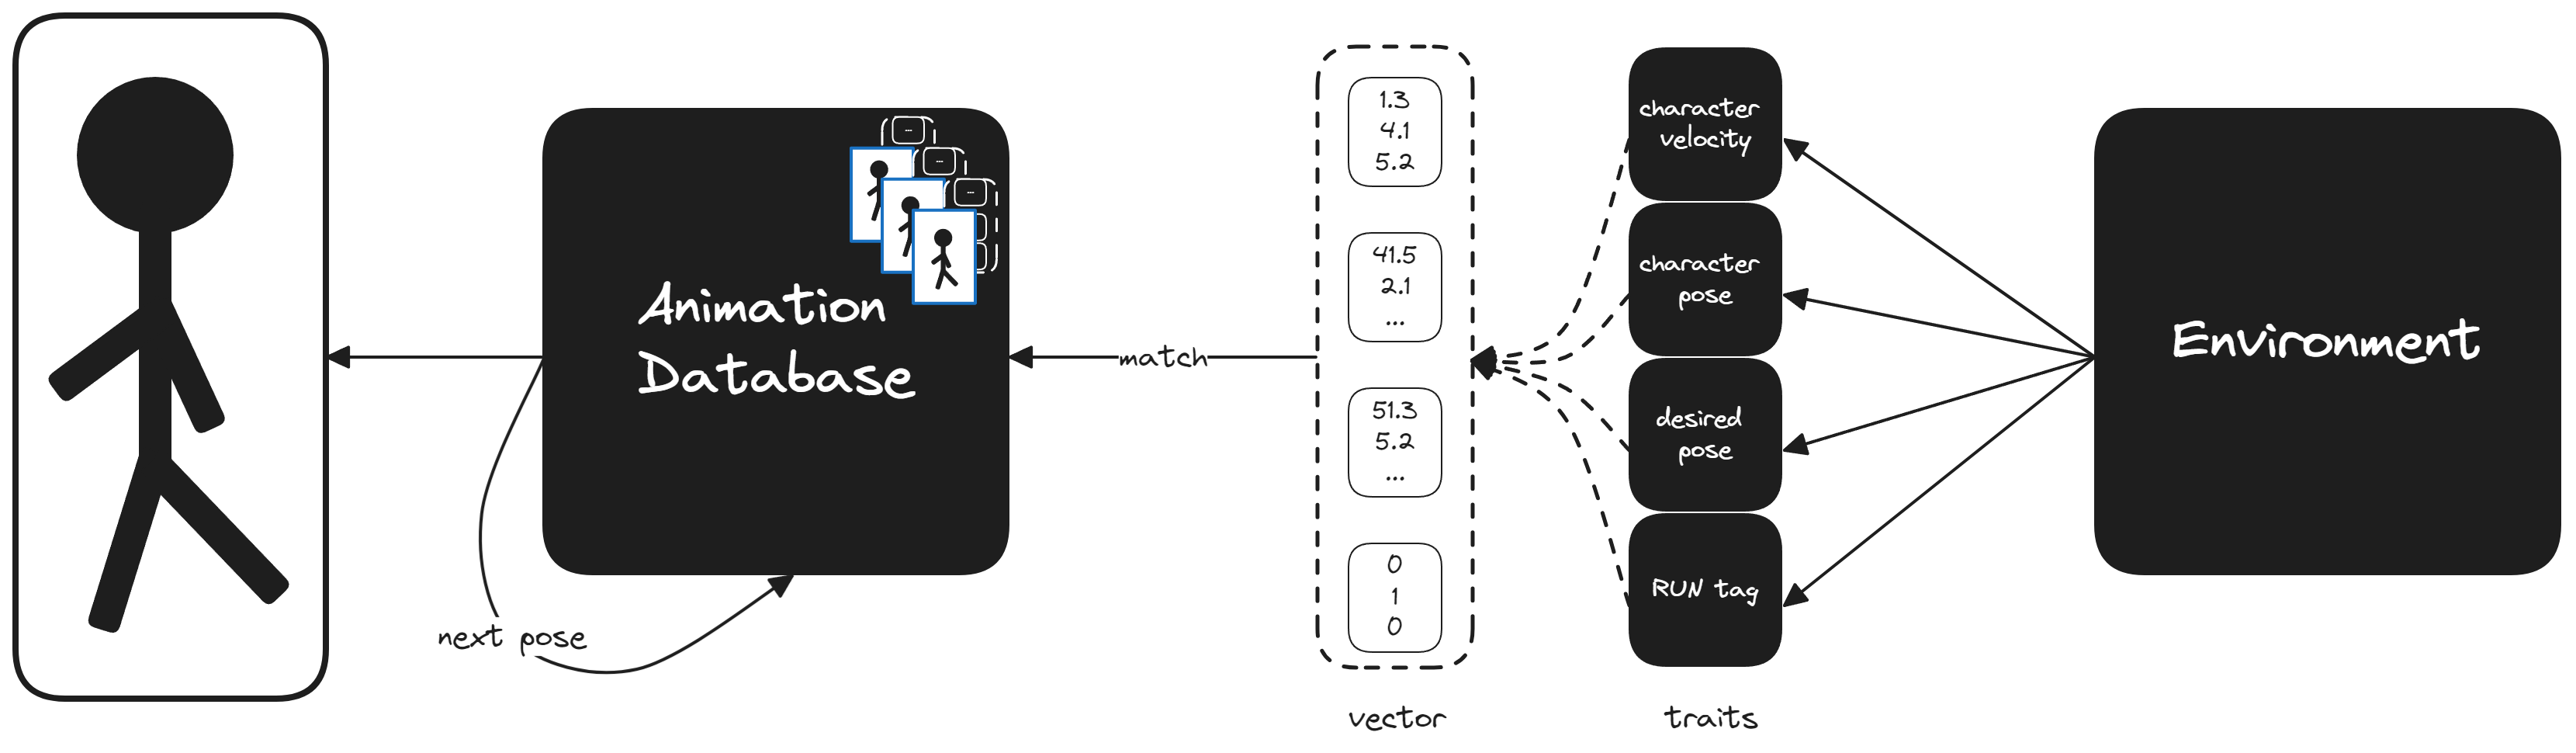 Animation
Database
next pose
match
1.3
4.1
5.2
41.5
2.1
...
51.3
5.2
...
0
1
0
vector
character
velocity
character
pose
desired
pose
RUN tag
traits
Environment
...
...
...